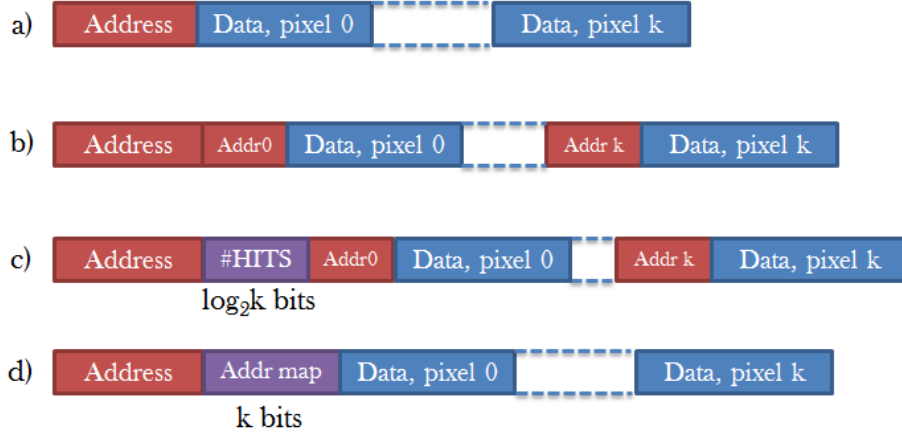 a) Address Data, pixel 0 Data, pixel k
b) Address Addr0 Data, pixel 0 Addr k Data, pixel k
c) Address #HITS Addr0 Data, pixel 0 Addr k Data, pixel k
log₂k bits
d) Address Addr map Data, pixel 0 Data, pixel k
k bits